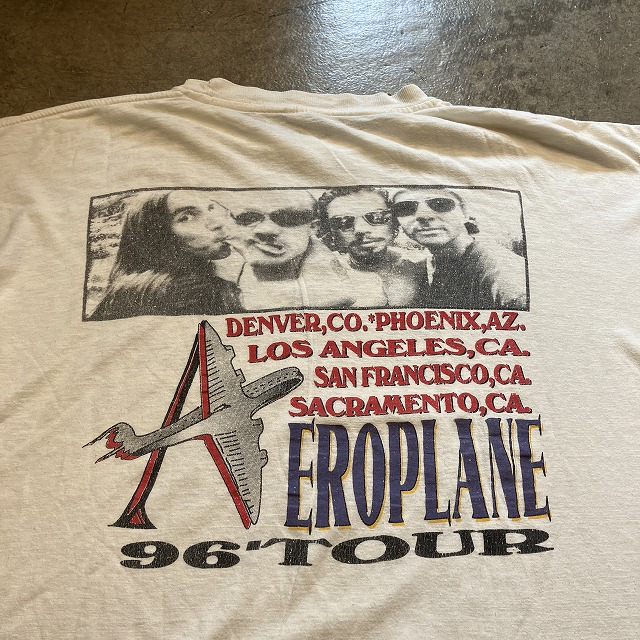 DENVER,CO.*PHOENIX,AZ.
LOS ANGELES,CA.
SAN FRANCISCO,CA.
SACRAMENTO,CA.
AEROPLANE
96'TOUR